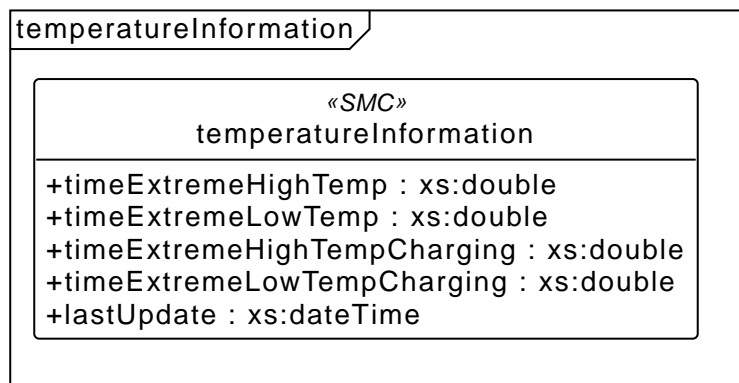 temperatureInformation
«SMC»
temperatureInformation
+timeExtremeHighTemp : xs:double
+timeExtremeLowTemp : xs:double
+timeExtremeHighTempCharging : xs:double
+timeExtremeLowTempCharging : xs:double
+lastUpdate : xs:dateTime